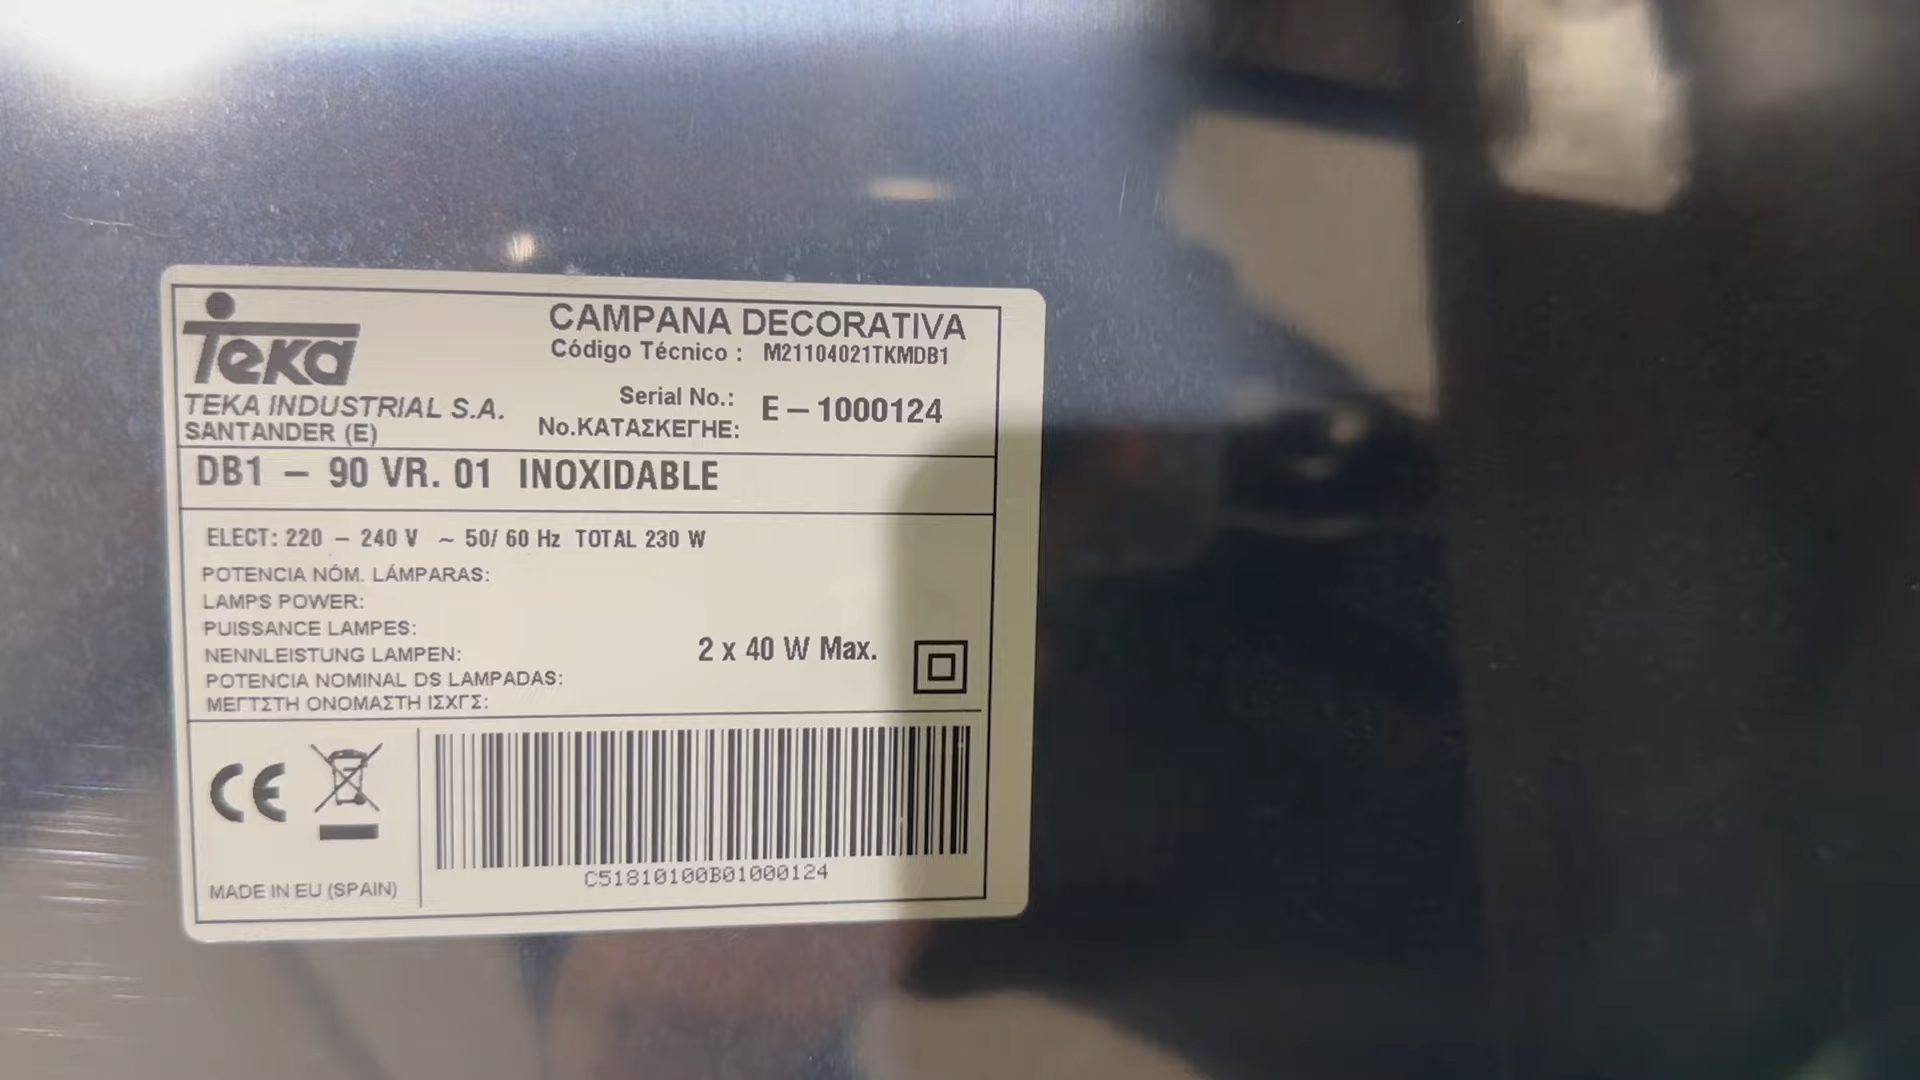 Teka
CAMPANA DECORATIVA
Código Técnico : M21104021TKMDB1
TEKA INDUSTRIAL S.A.
SANTANDER (E)
Serial No.:
No.ΚΑΤΑΣΚΕΓΗΕ:
E – 1000124
DB1 – 90 VR. 01 INOXIDABLE
ELECT: 220 – 240 V ~ 50/ 60 Hz TOTAL 230 W
POTENCIA NÓM. LÁMPARAS:
LAMPS POWER:
PUISSANCE LAMPES:
NENNLEISTUNG LAMPEN:
POTENCIA NOMINAL DS LAMPADAS:
ΜΕΓΤΣΤΗ ΟΝΟΜΑΣΤΗ ΙΣΧΓΣ:
2 x 40 W Max.
CE
MADE IN EU (SPAIN)
C51810100B01000124